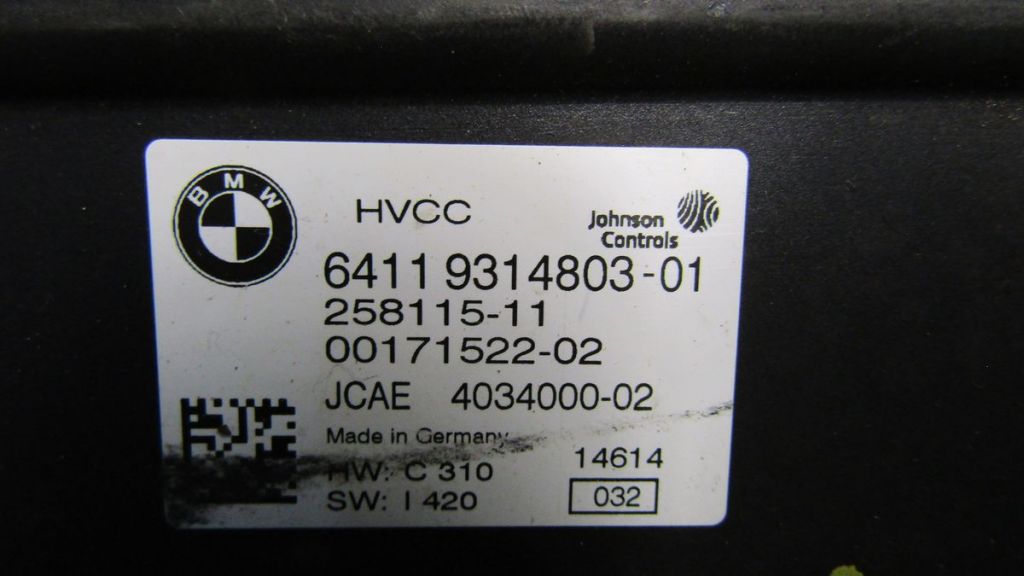 BMW
HVCC
Johnson
Controls
6411 9314803-01
258115-11
00171522-02
JCAE 4034000-02
Made in Germany
HW: C 310
14614
SW: I 420
032